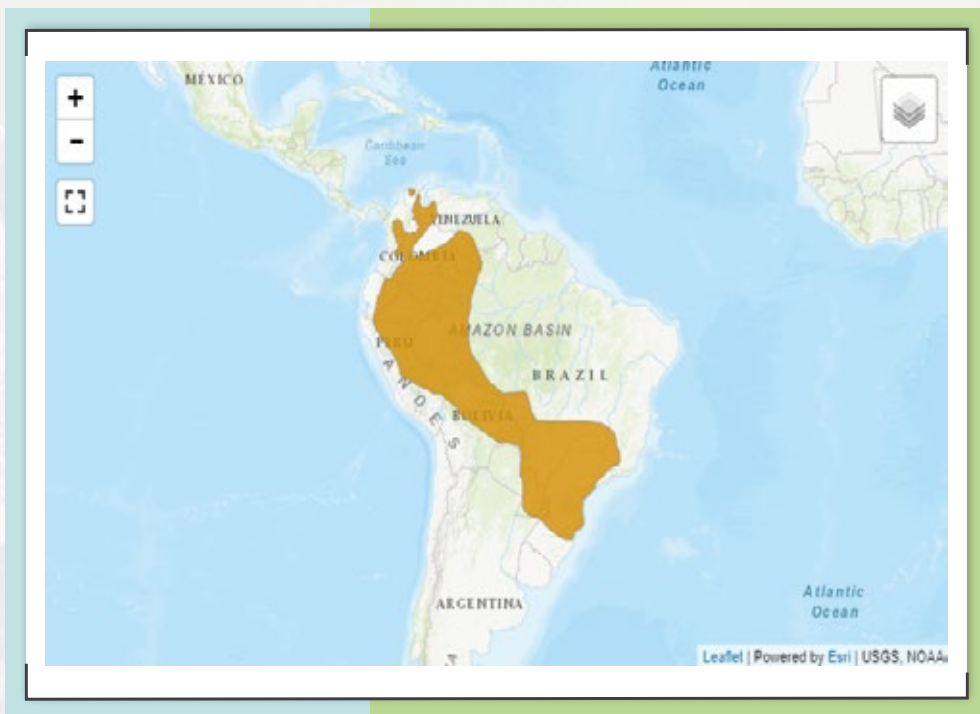 MÉXICO
Atlantic
Ocean
+
-
Caribbean
Sea
VENEZUELA
COLOMBIA
AMAZON BASIN
PERU
BRAZIL
ANDES
BOLIVIA
ARGENTINA
Atlantic
Ocean
Leaflet | Powered by Esri | USGS, NOAA